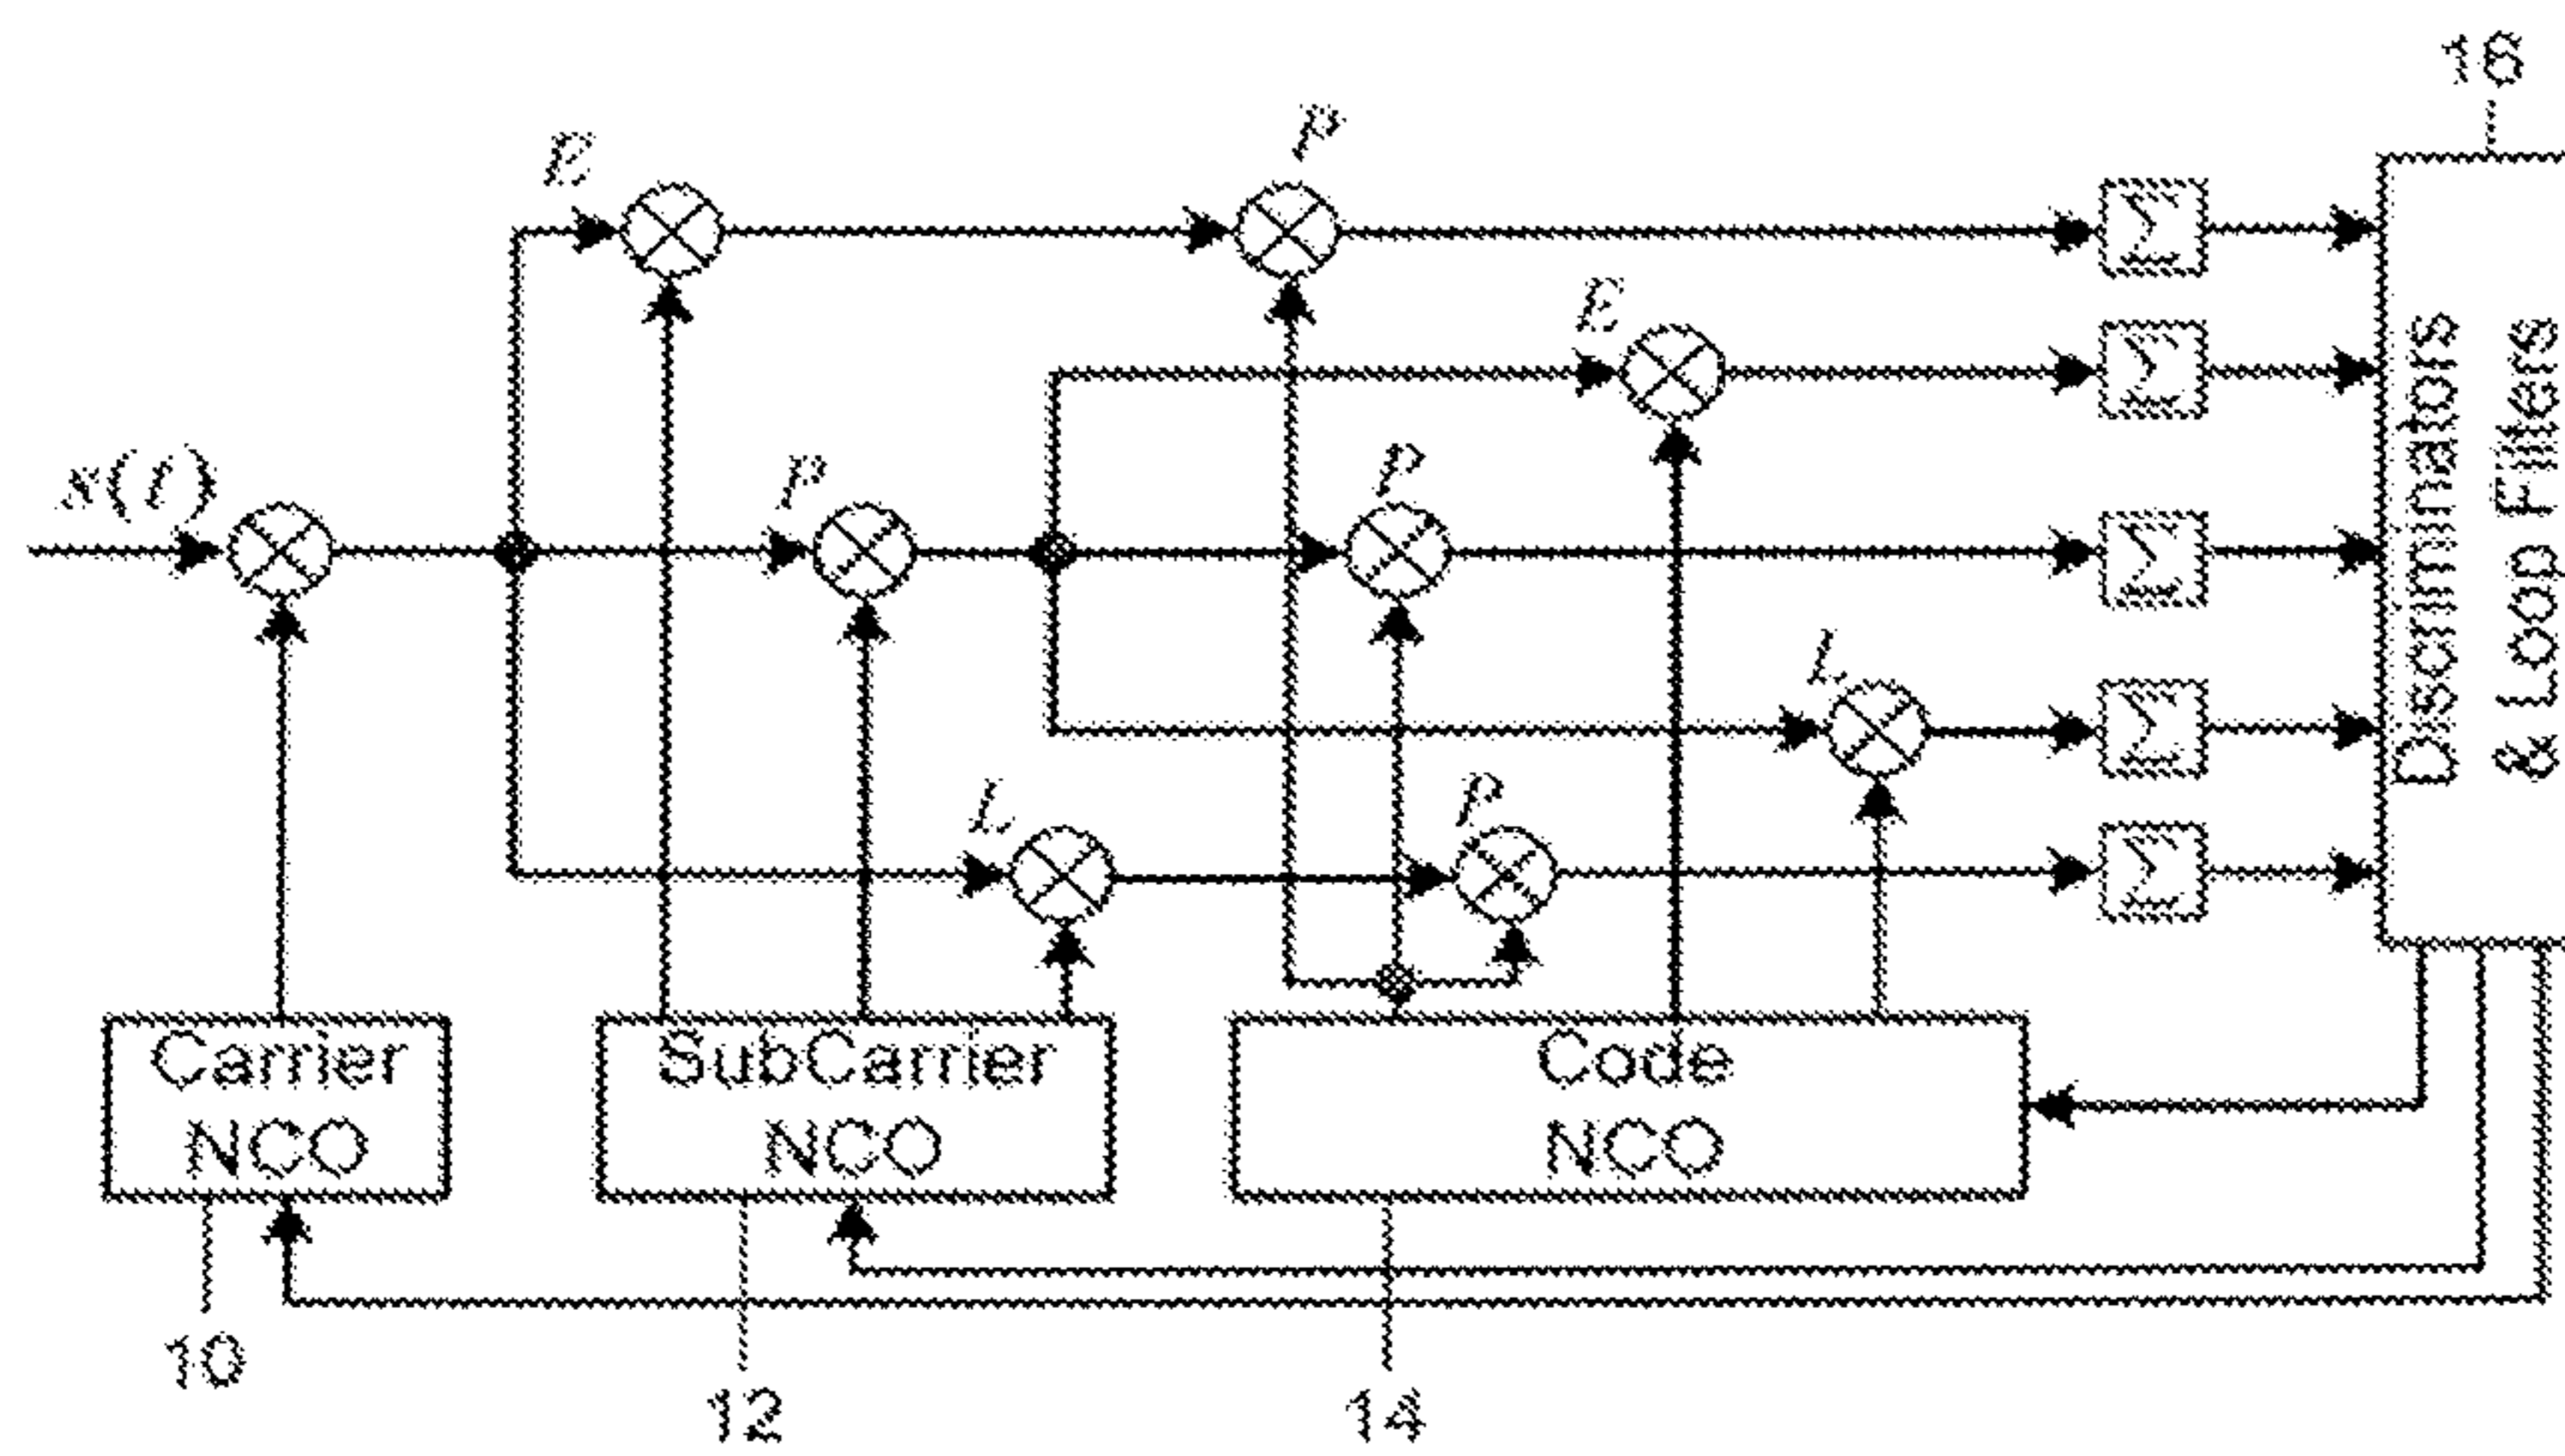 16
E
P
E
s(t)
P
P
L
L
P
Σ
Σ
Σ
Σ
Σ
Discriminators
& Loop Filters
Carrier
NCO
SubCarrier
NCO
Code
NCO
10
12
14